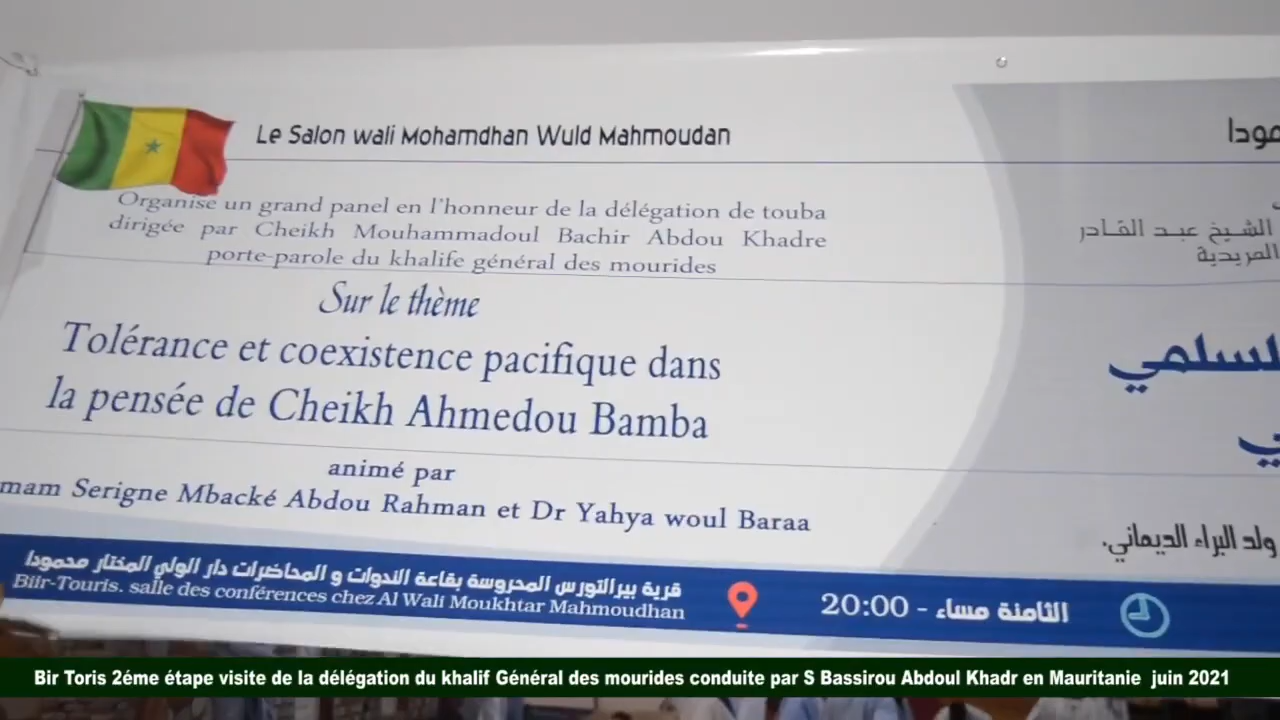 Le Salon wali Mohamdhan Wuld Mahmoudan
Organise un grand panel en l'honneur de la délégation de touba
dirigée par Cheikh Mouhammadoul Bachir Abdou Khadre
porte-parole du khalife général des mourides
Sur le thème
Tolérance et coexistence pacifique dans
la pensée de Cheikh Ahmedou Bamba
animé par
mam Serigne Mbacké Abdou Rahman et Dr Yahya woul Baraa
الشيخ عبد القادر
المريدية
ولد البراء الديماني.
قرية بيرالتورس المحروسة بقاعة الندوات و المحاضرات دار الولي المختار محمودا
Biir-Touris. salle des conférences chez Al Wali Moukhtar Mahmoudhan
الثامنة مساء - 20:00
Bir Toris 2éme étape visite de la délégation du khalif Général des mourides conduite par S Bassirou Abdoul Khadr en Mauritanie juin 2021